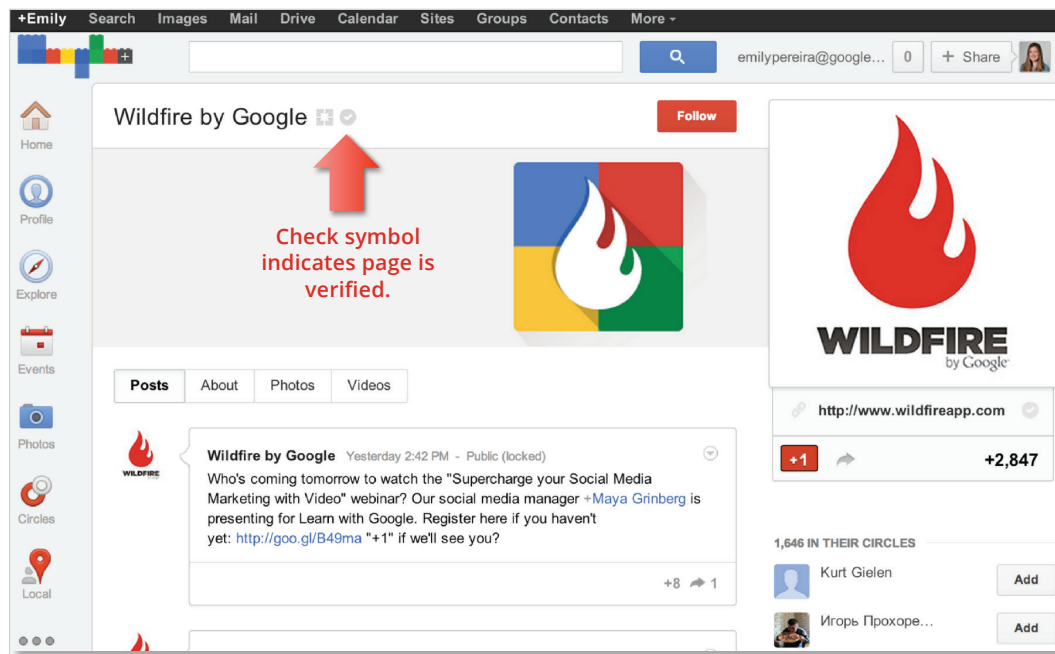 +Emily Search Images Mail Drive Calendar Sites Groups Contacts More
+
emilypereira@google... 0 + Share
Home
Profile
Explore
Events
Photos
Circles
Local
Wildfire by Google
Follow
Check symbol
indicates page is
verified.
Posts About Photos Videos
WILDFIRE
Wildfire by Google Yesterday 2:42 PM - Public (locked)
Who's coming tomorrow to watch the "Supercharge your Social Media
Marketing with Video" webinar? Our social media manager +Maya Grinberg is
presenting for Learn with Google. Register here if you haven't
yet: http://goo.gl/B49ma "+1" if we'll see you?
+8 1
WILDFIRE
by Google
http://www.wildfireapp.com
+1 +2,847
1,646 IN THEIR CIRCLES
Kurt Gielen Add
Игорь Прохоре... Add